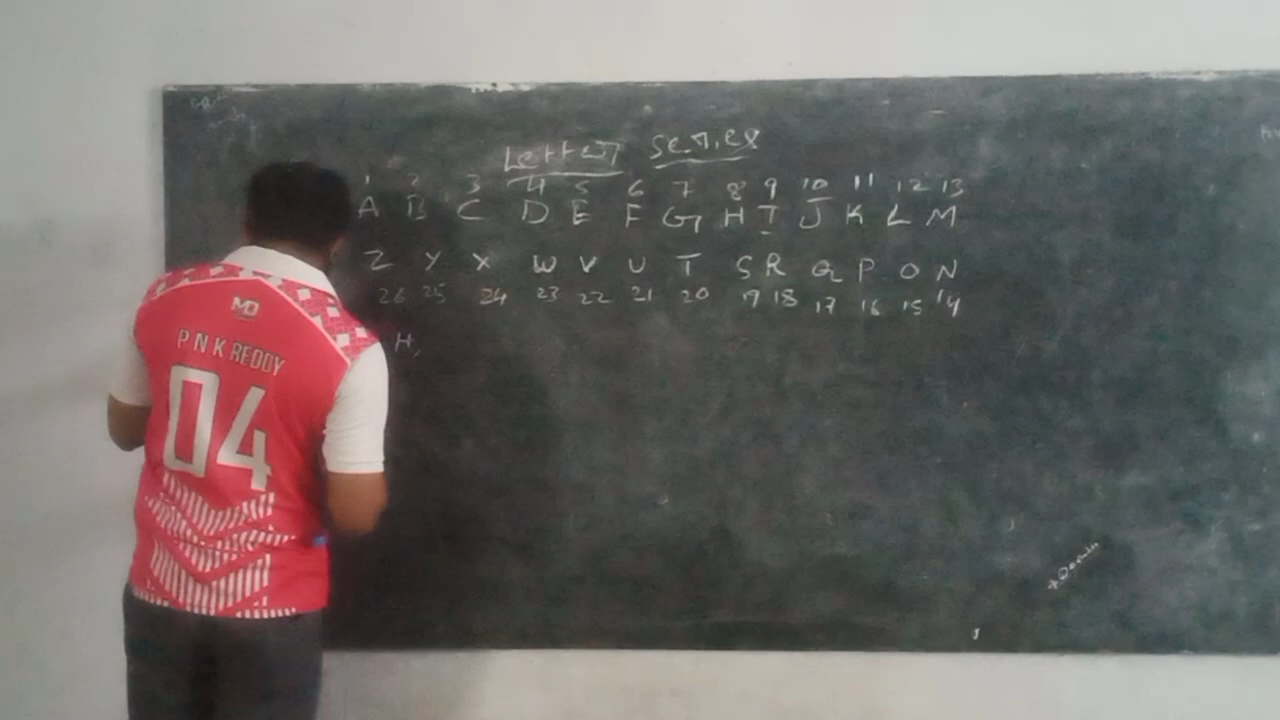 Letter Series
1 2 3 4 5 6 7 8 9 10 11 12 13
A B C D E F G H I J K L M
Z Y X W V U T S R Q P O N
26 25 24 23 22 21 20 19 18 17 16 15 14
H,
MD
P N K REDDY
04